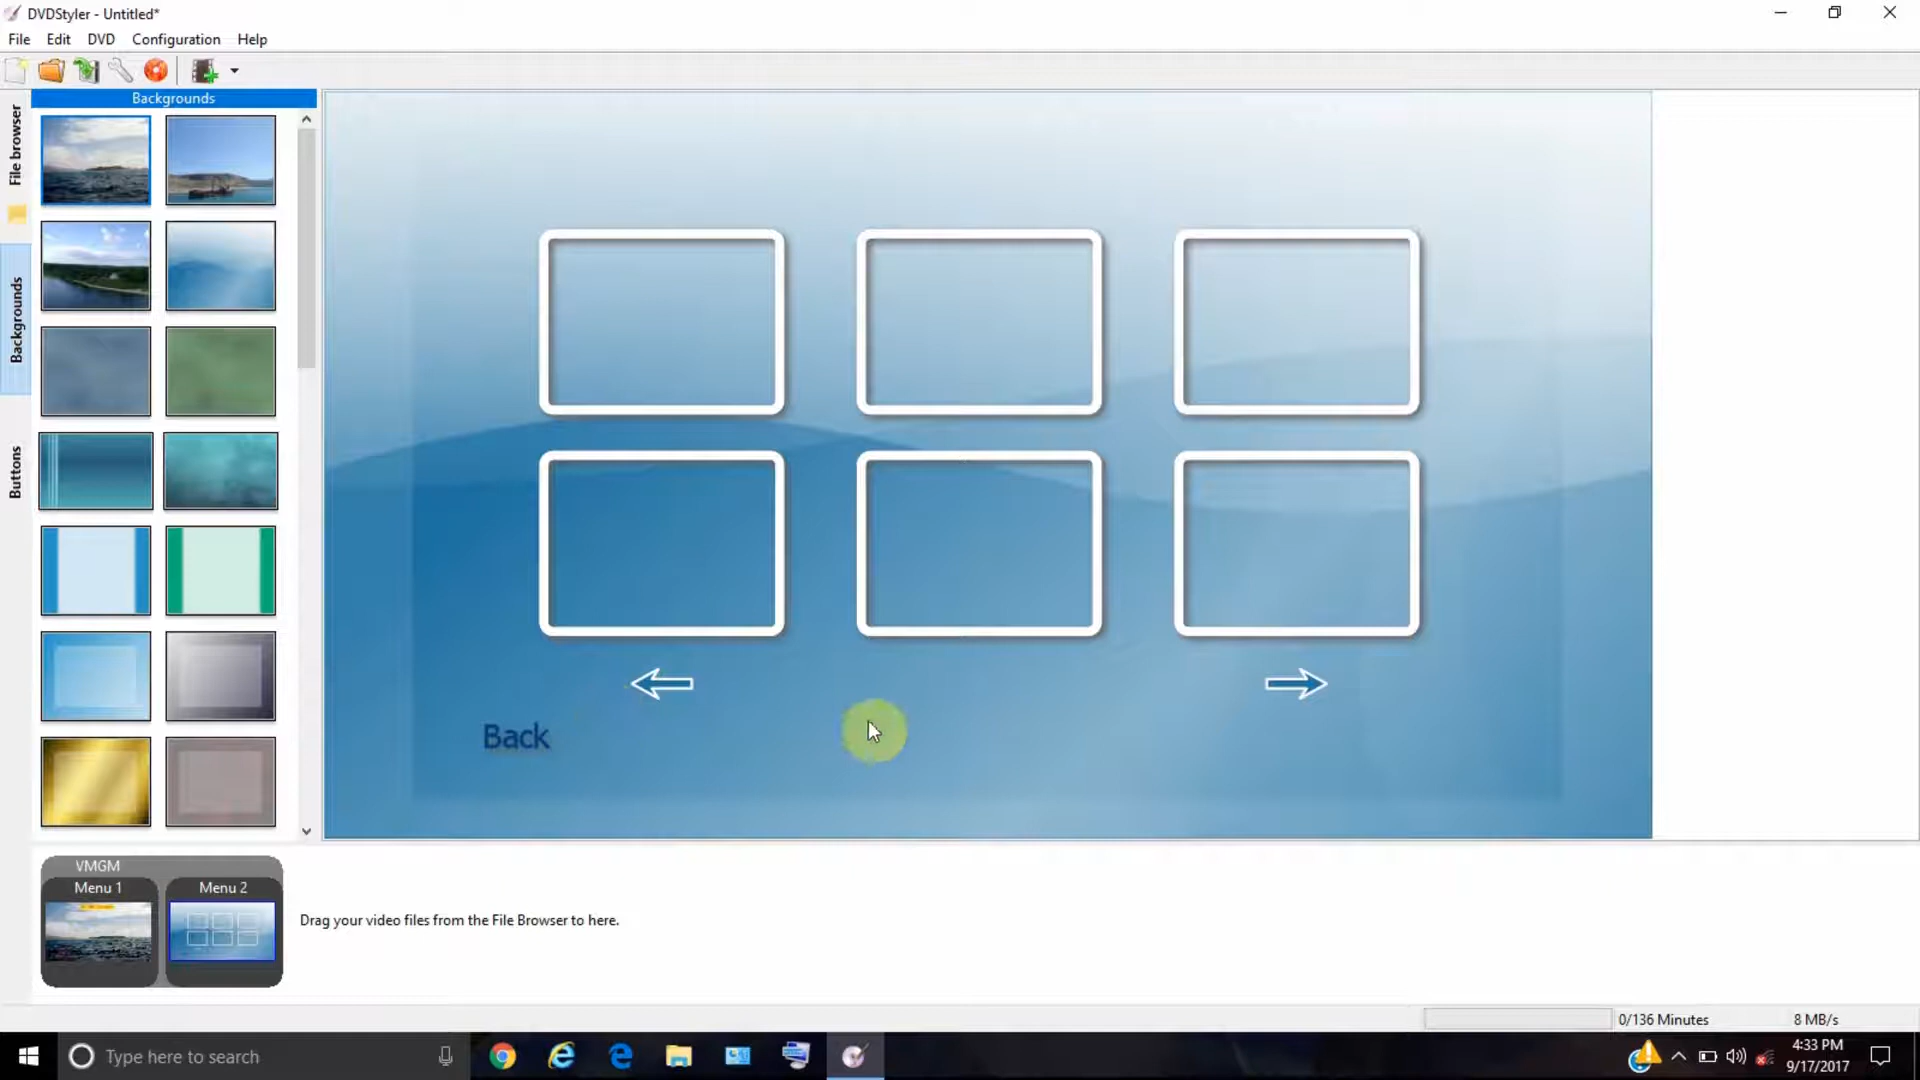 DVDStyler - Untitled*
File Edit DVD Configuration Help
File browser
Backgrounds
Buttons
Backgrounds
Back
VMGM
Menu 1 Menu 2
Drag your video files from the File Browser to here.
0/136 Minutes 8 MB/s
Type here to search
4:33 PM
9/17/2017